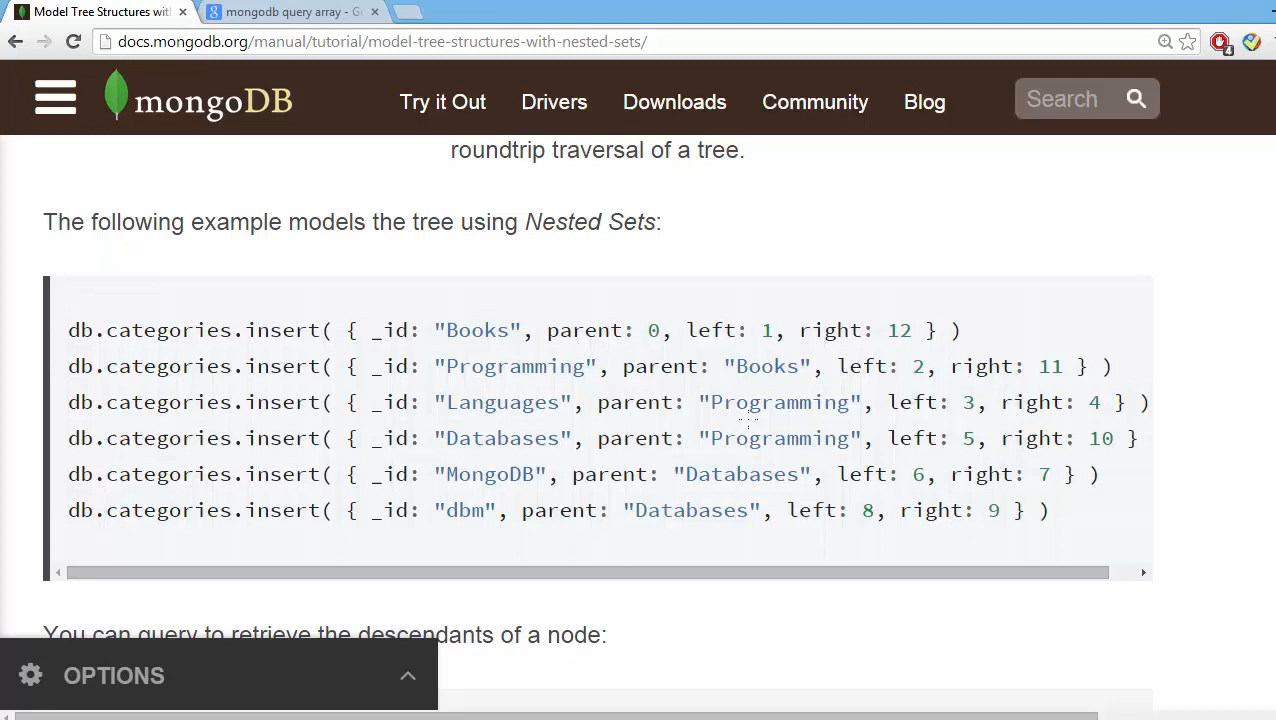 Model Tree Structures wit
mongodb query array - G
docs.mongodb.org/manual/tutorial/model-tree-structures-with-nested-sets/
4
mongoDB Try it Out Drivers Downloads Community Blog Search
roundtrip traversal of a tree.
The following example models the tree using Nested Sets:
db.categories.insert( { _id: "Books", parent: 0, left: 1, right: 12 } )
db.categories.insert( { _id: "Programming", parent: "Books", left: 2, right: 11 } )
db.categories.insert( { _id: "Languages", parent: "Programming", left: 3, right: 4 } )
db.categories.insert( { _id: "Databases", parent: "Programming", left: 5, right: 10 }
db.categories.insert( { _id: "MongoDB", parent: "Databases", left: 6, right: 7 } )
db.categories.insert( { _id: "dbm", parent: "Databases", left: 8, right: 9 } )
You can query to retrieve the descendants of a node:
OPTIONS